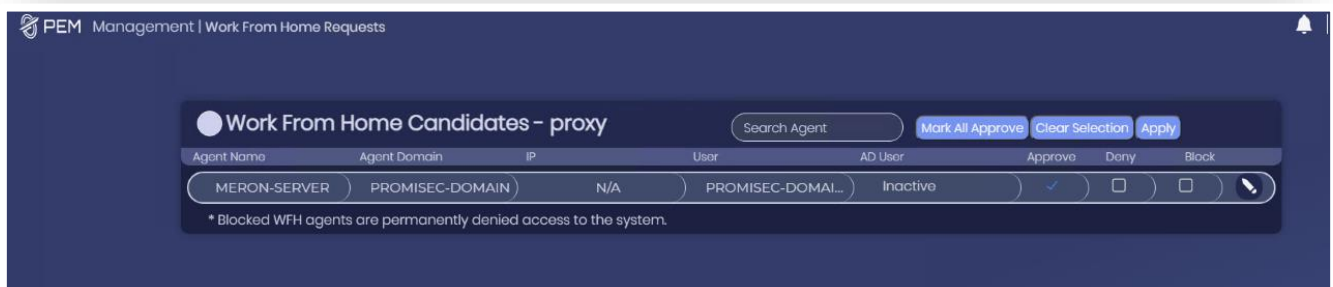 PEM Management | Work From Home Requests
Work From Home Candidates - proxy Search Agent Mark All Approve Clear Selection Apply
Agent Name Agent Domain IP User AD User Approve Deny Block
MERON-SERVER PROMISEC-DOMAIN N/A PROMISEC-DOMAI... Inactive
* Blocked WFH agents are permanently denied access to the system.